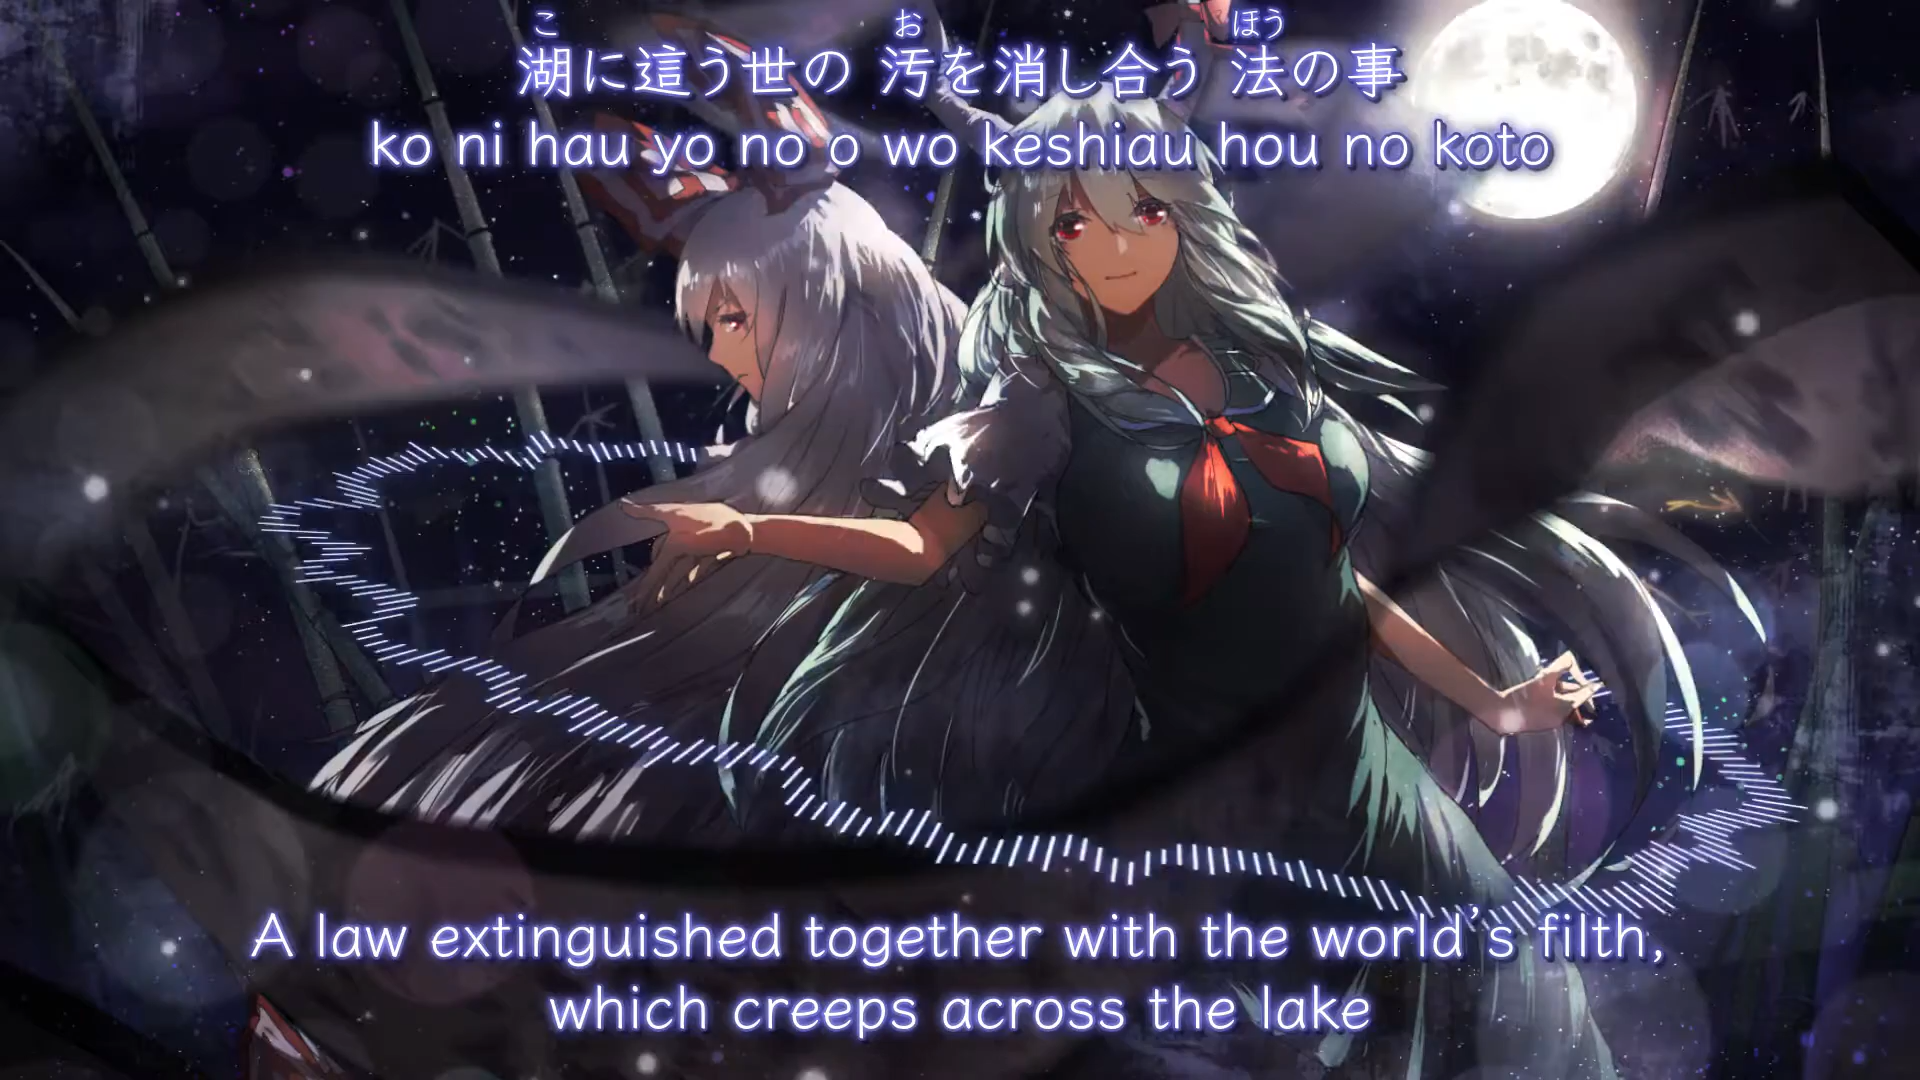 こ お ほう
湖に這う世の 汚を消し合う 法の事
ko ni hau yo no o wo keshiau hou no koto
A law extinguished together with the world's filth,
which creeps across the lake